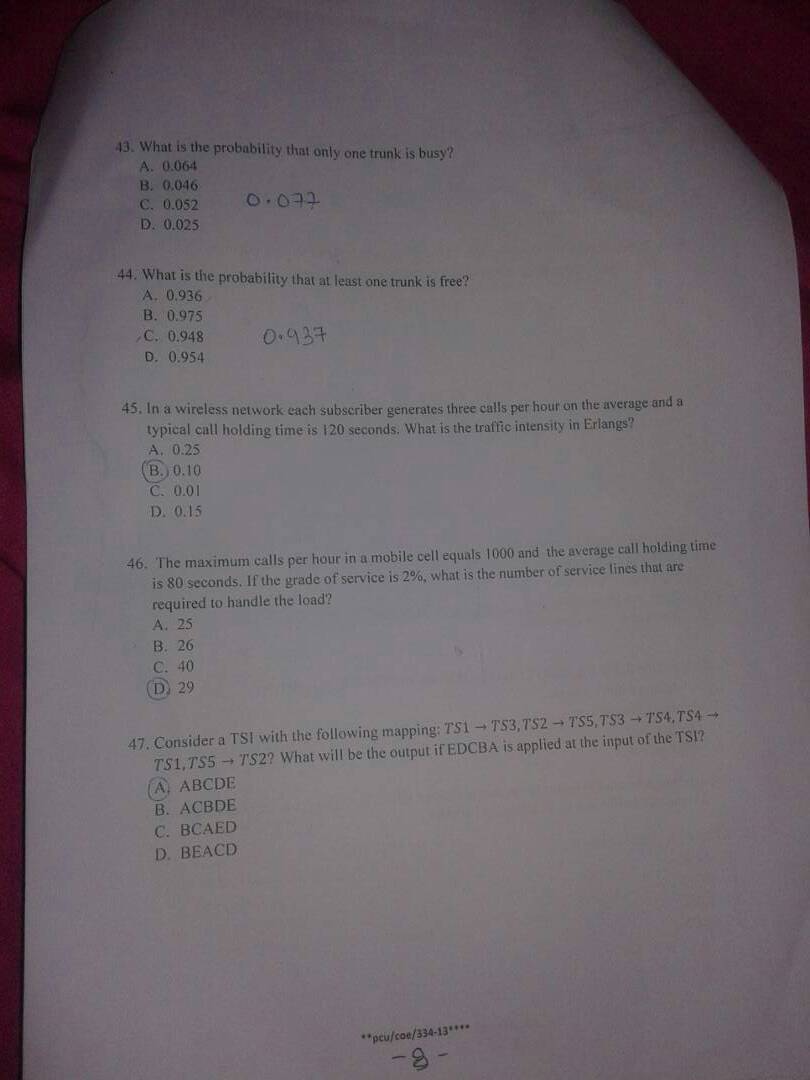 43. What is the probability that only one trunk is busy?
A. 0.064
B. 0.046
C. 0.052
0.077
D. 0.025
44. What is the probability that at least one trunk is free?
A. 0.936
B. 0.975
C. 0.948
0.937
D. 0.954
45. In a wireless network each subscriber generates three calls per hour on the average and a
typical call holding time is 120 seconds. What is the traffic intensity in Erlangs?
A. 0.25
B. 0.10
C. 0.01
D. 0.15
46. The maximum calls per hour in a mobile cell equals 1000 and the average call holding time
is 80 seconds. If the grade of service is 2%, what is the number of service lines that are
required to handle the load?
A. 25
B. 26
C. 40
D. 29
47. Consider a TSI with the following mapping: TS1 → TS3, TS2 → TS5, TS3 → TS4, TS4 →
TS1, TS5 → TS2? What will be the output if EDCBA is applied at the input of the TSI?
A. ABCDE
B. ACBDE
C. BCAED
D. BEACD
**pcu/coe/334-13****
-8-